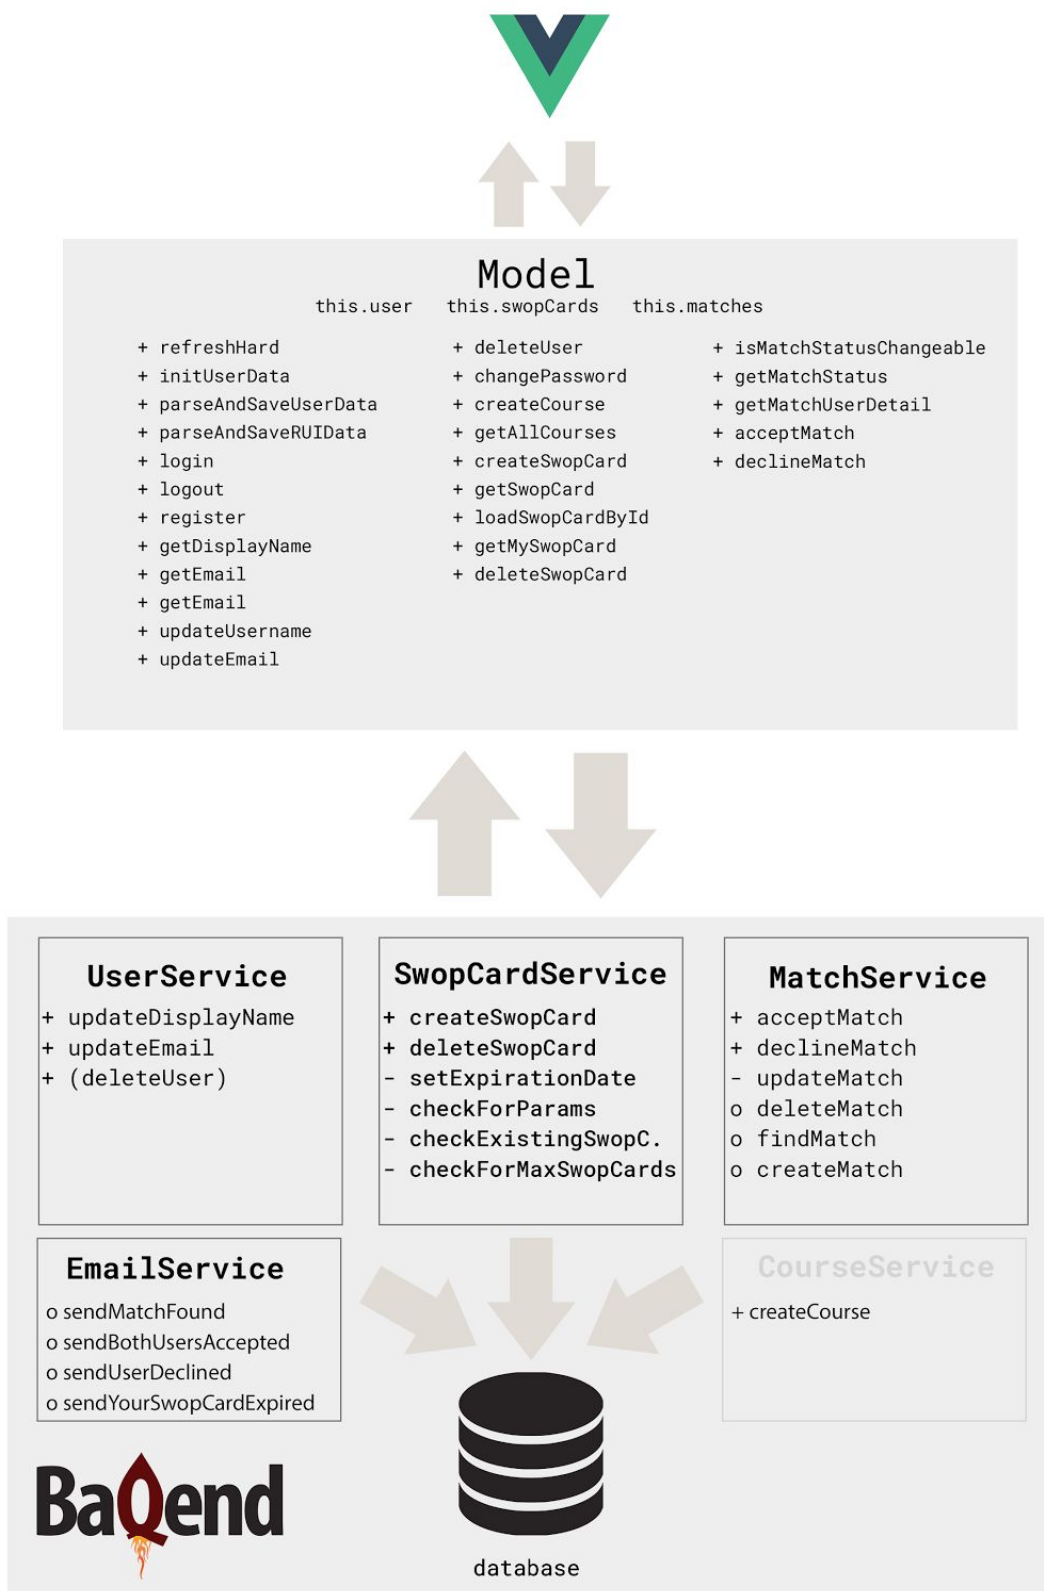 Model
this.user this.swopCards this.matches
+ refreshHard
+ initUserData
+ parseAndSaveUserData
+ parseAndSaveRUIData
+ login
+ logout
+ register
+ getDisplayName
+ getEmail
+ getEmail
+ updateUsername
+ updateEmail
+ deleteUser
+ changePassword
+ createCourse
+ getAllCourses
+ createSwopCard
+ getSwopCard
+ loadSwopCardById
+ getMySwopCard
+ deleteSwopCard
+ isMatchStatusChangeable
+ getMatchStatus
+ getMatchUserDetail
+ acceptMatch
+ declineMatch
UserService
+ updateDisplayName
+ updateEmail
+ (deleteUser)
SwopCardService
+ createSwopCard
+ deleteSwopCard
- setExpirationDate
- checkForParams
- checkExistingSwopC.
- checkForMaxSwopCards
MatchService
+ acceptMatch
+ declineMatch
- updateMatch
o deleteMatch
o findMatch
o createMatch
EmailService
o sendMatchFound
o sendBothUsersAccepted
o sendUserDeclined
o sendYourSwopCardExpired
CourseService
+ createCourse
BaQend
database